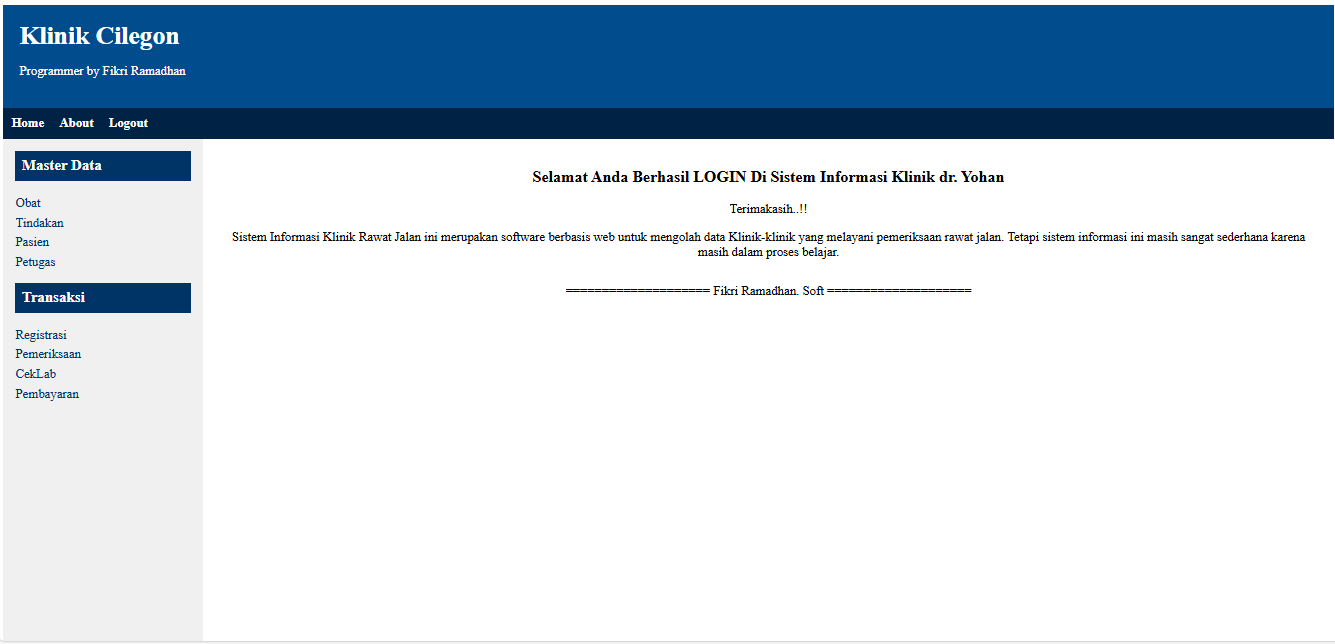 Klinik Cilegon
Programmer by Fikri Ramadhan
Home About Logout
Master Data
Obat
Tindakan
Pasien
Petugas
Transaksi
Registrasi
Pemeriksaan
CekLab
Pembayaran
Selamat Anda Berhasil LOGIN Di Sistem Informasi Klinik dr. Yohan
Terimakasih..!!
Sistem Informasi Klinik Rawat Jalan ini merupakan software berbasis web untuk mengolah data Klinik-klinik yang melayani pemeriksaan rawat jalan. Tetapi sistem informasi ini masih sangat sederhana karena
masih dalam proses belajar.
==================== Fikri Ramadhan. Soft ====================